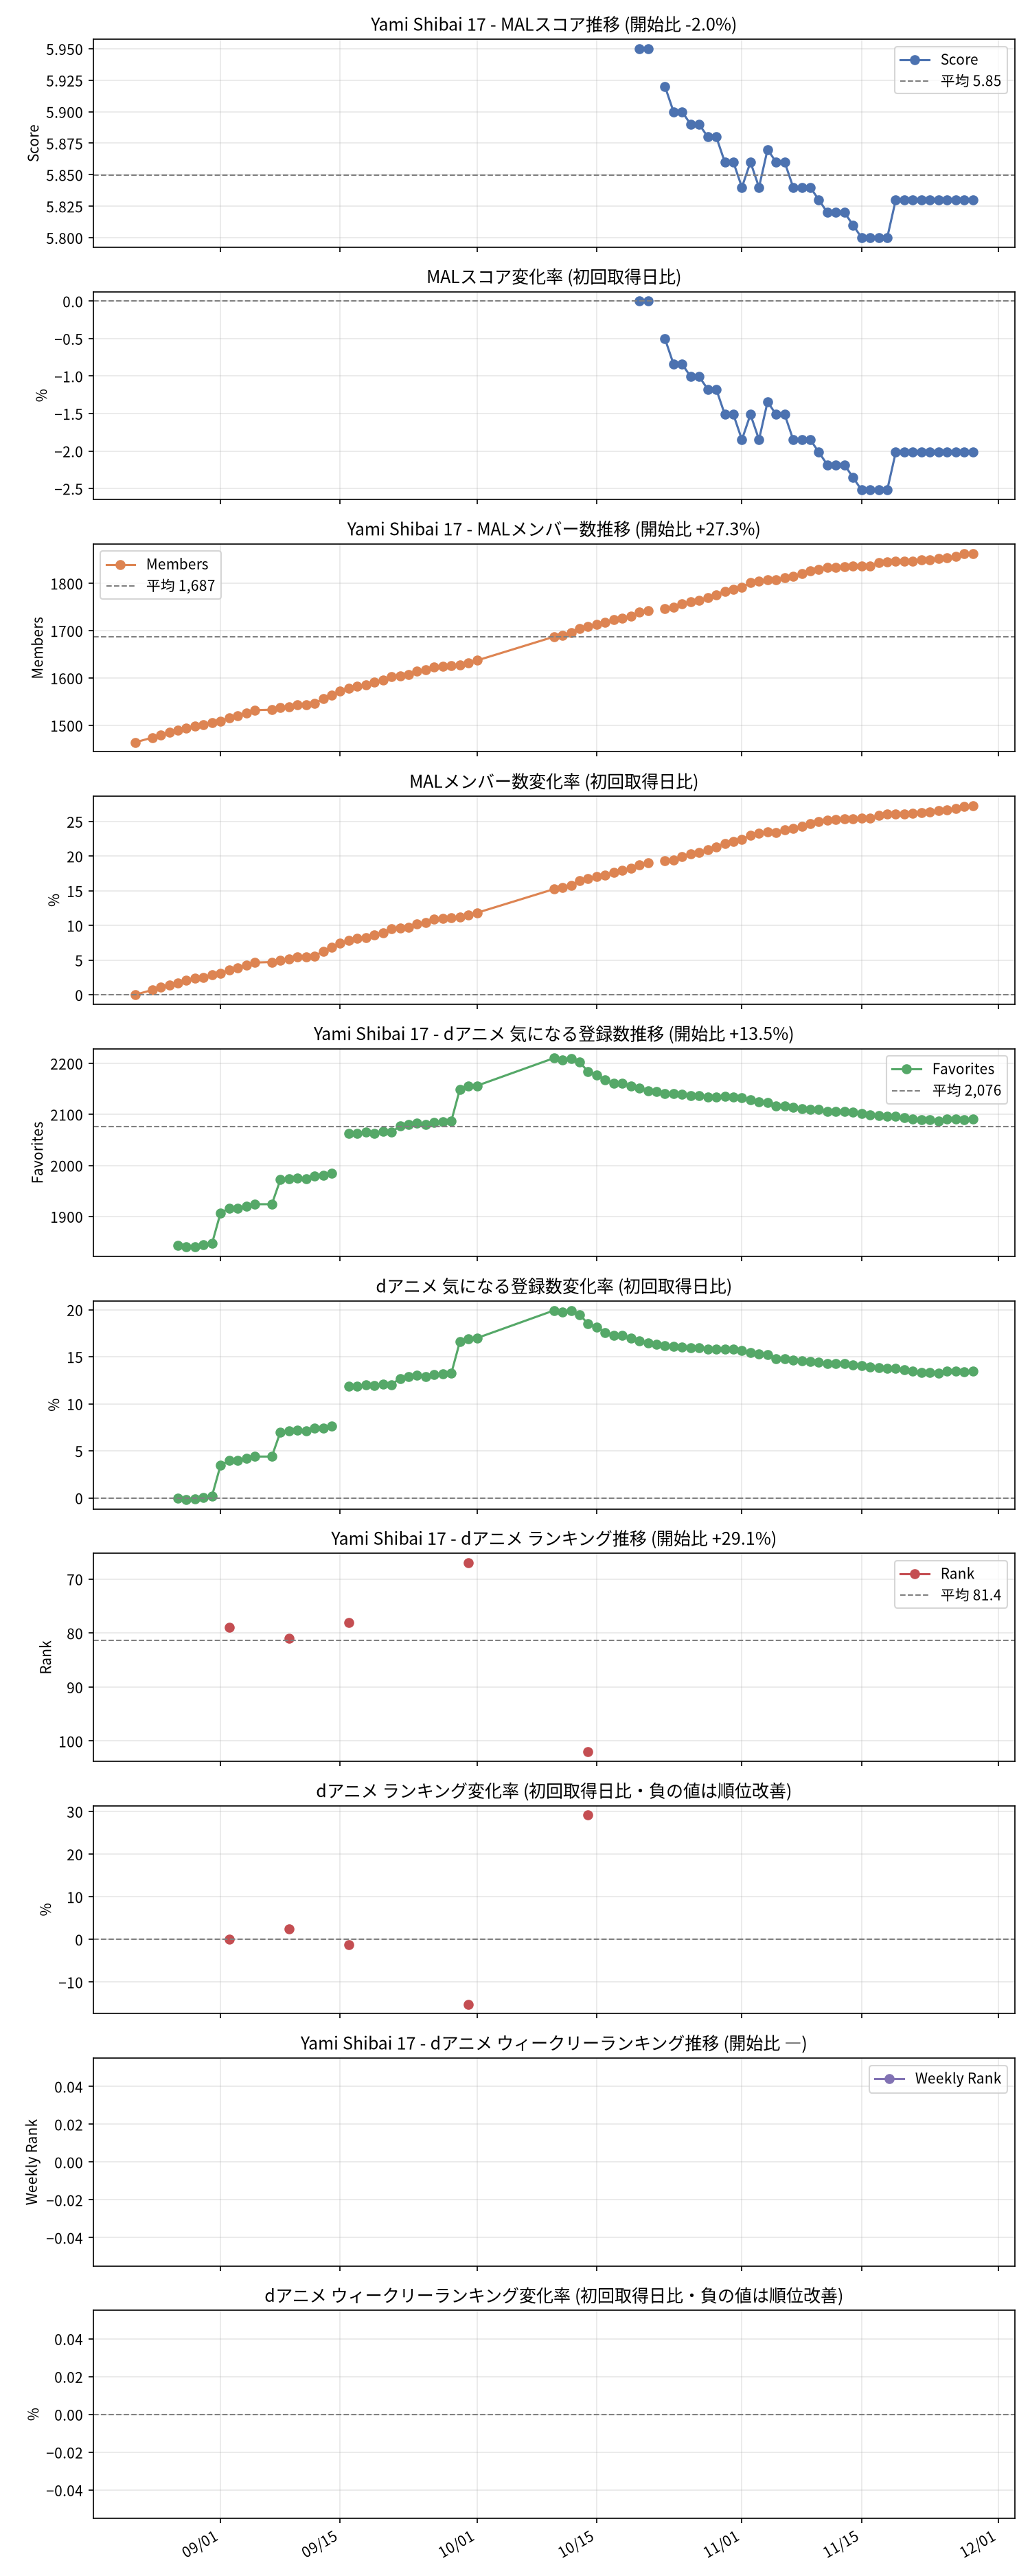 Yami Shibai 17 - MALスコア推移 (開始比 -2.0%)
5.950
5.925
5.900
5.875
5.850
5.825
5.800
Score
Score
平均 5.85
MALスコア変化率 (初回取得日比)
0.0
−0.5
−1.0
−1.5
−2.0
−2.5
%
Yami Shibai 17 - MALメンバー数推移 (開始比 +27.3%)
1800
1700
1600
1500
Members
Members
平均 1,687
MALメンバー数変化率 (初回取得日比)
25
20
15
10
5
0
%
Yami Shibai 17 - dアニメ 気になる登録数推移 (開始比 +13.5%)
2200
2100
2000
1900
Favorites
Favorites
平均 2,076
dアニメ 気になる登録数変化率 (初回取得日比)
20
15
10
5
0
%
Yami Shibai 17 - dアニメ ランキング推移 (開始比 +29.1%)
70
80
90
100
Rank
Rank
平均 81.4
dアニメ ランキング変化率 (初回取得日比・負の値は順位改善)
30
20
10
0
−10
%
Yami Shibai 17 - dアニメ ウィークリーランキング推移 (開始比 —)
0.04
0.02
0.00
−0.02
−0.04
Weekly Rank
Weekly Rank
dアニメ ウィークリーランキング変化率 (初回取得日比・負の値は順位改善)
0.04
0.02
0.00
−0.02
−0.04
%
09/01
09/15
10/01
10/15
11/01
11/15
12/01